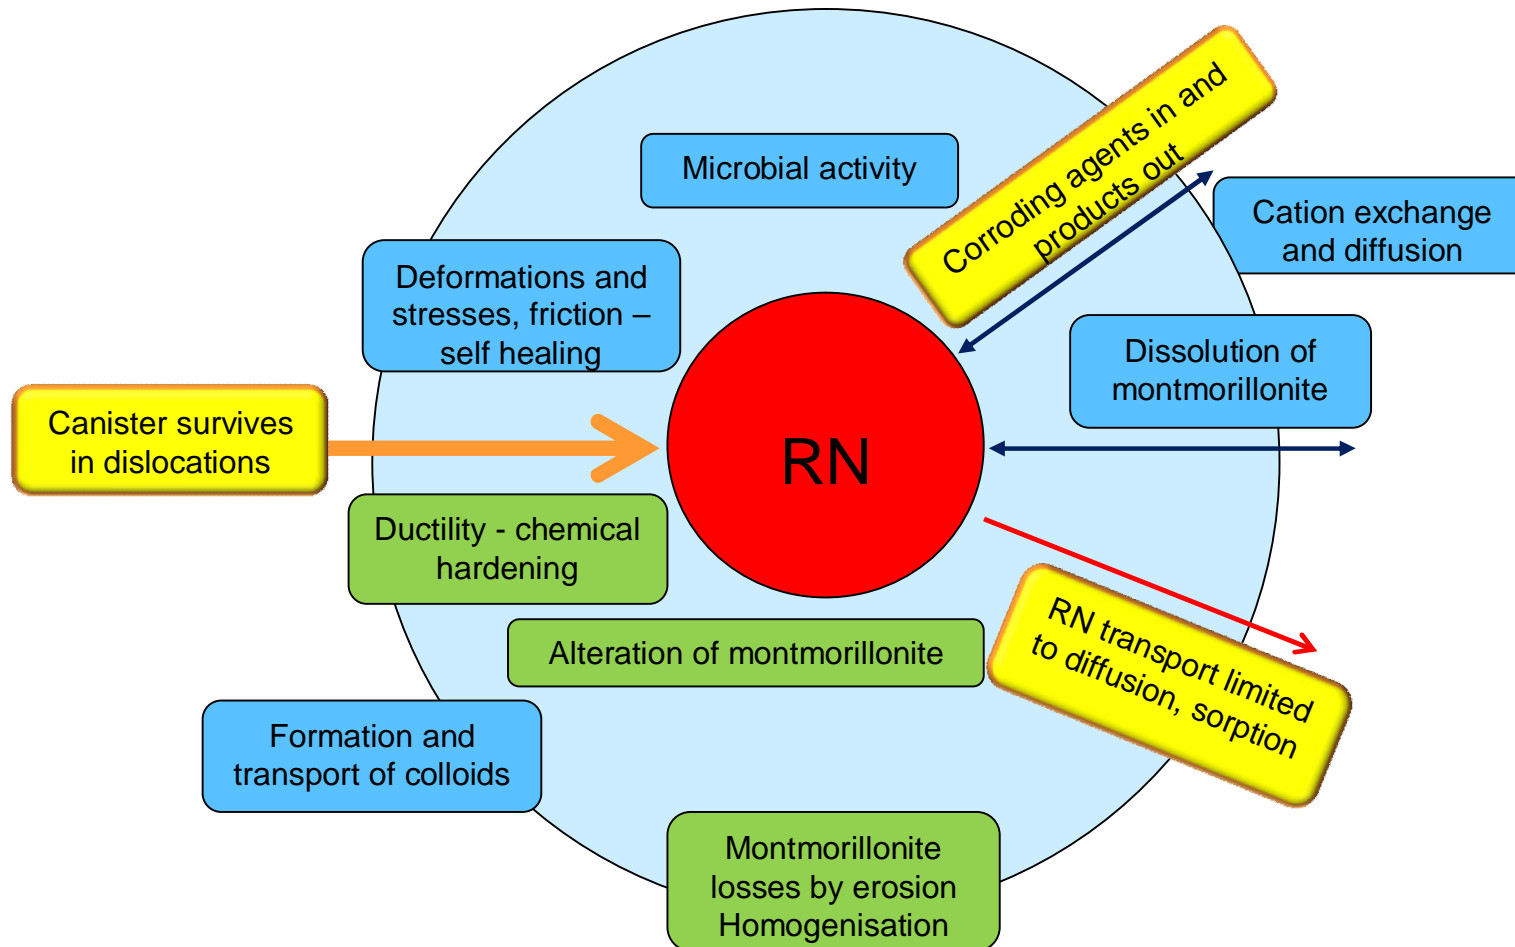 Microbial activity
Corroding agents in and
products out
Cation exchange
and diffusion
Deformations and
stresses, friction –
self healing
Dissolution of
montmorillonite
Canister survives
in dislocations
RN
Ductility - chemical
hardening
Alteration of montmorillonite
RN transport limited
to diffusion, sorption
Formation and
transport of colloids
Montmorillonite
losses by erosion
Homogenisation